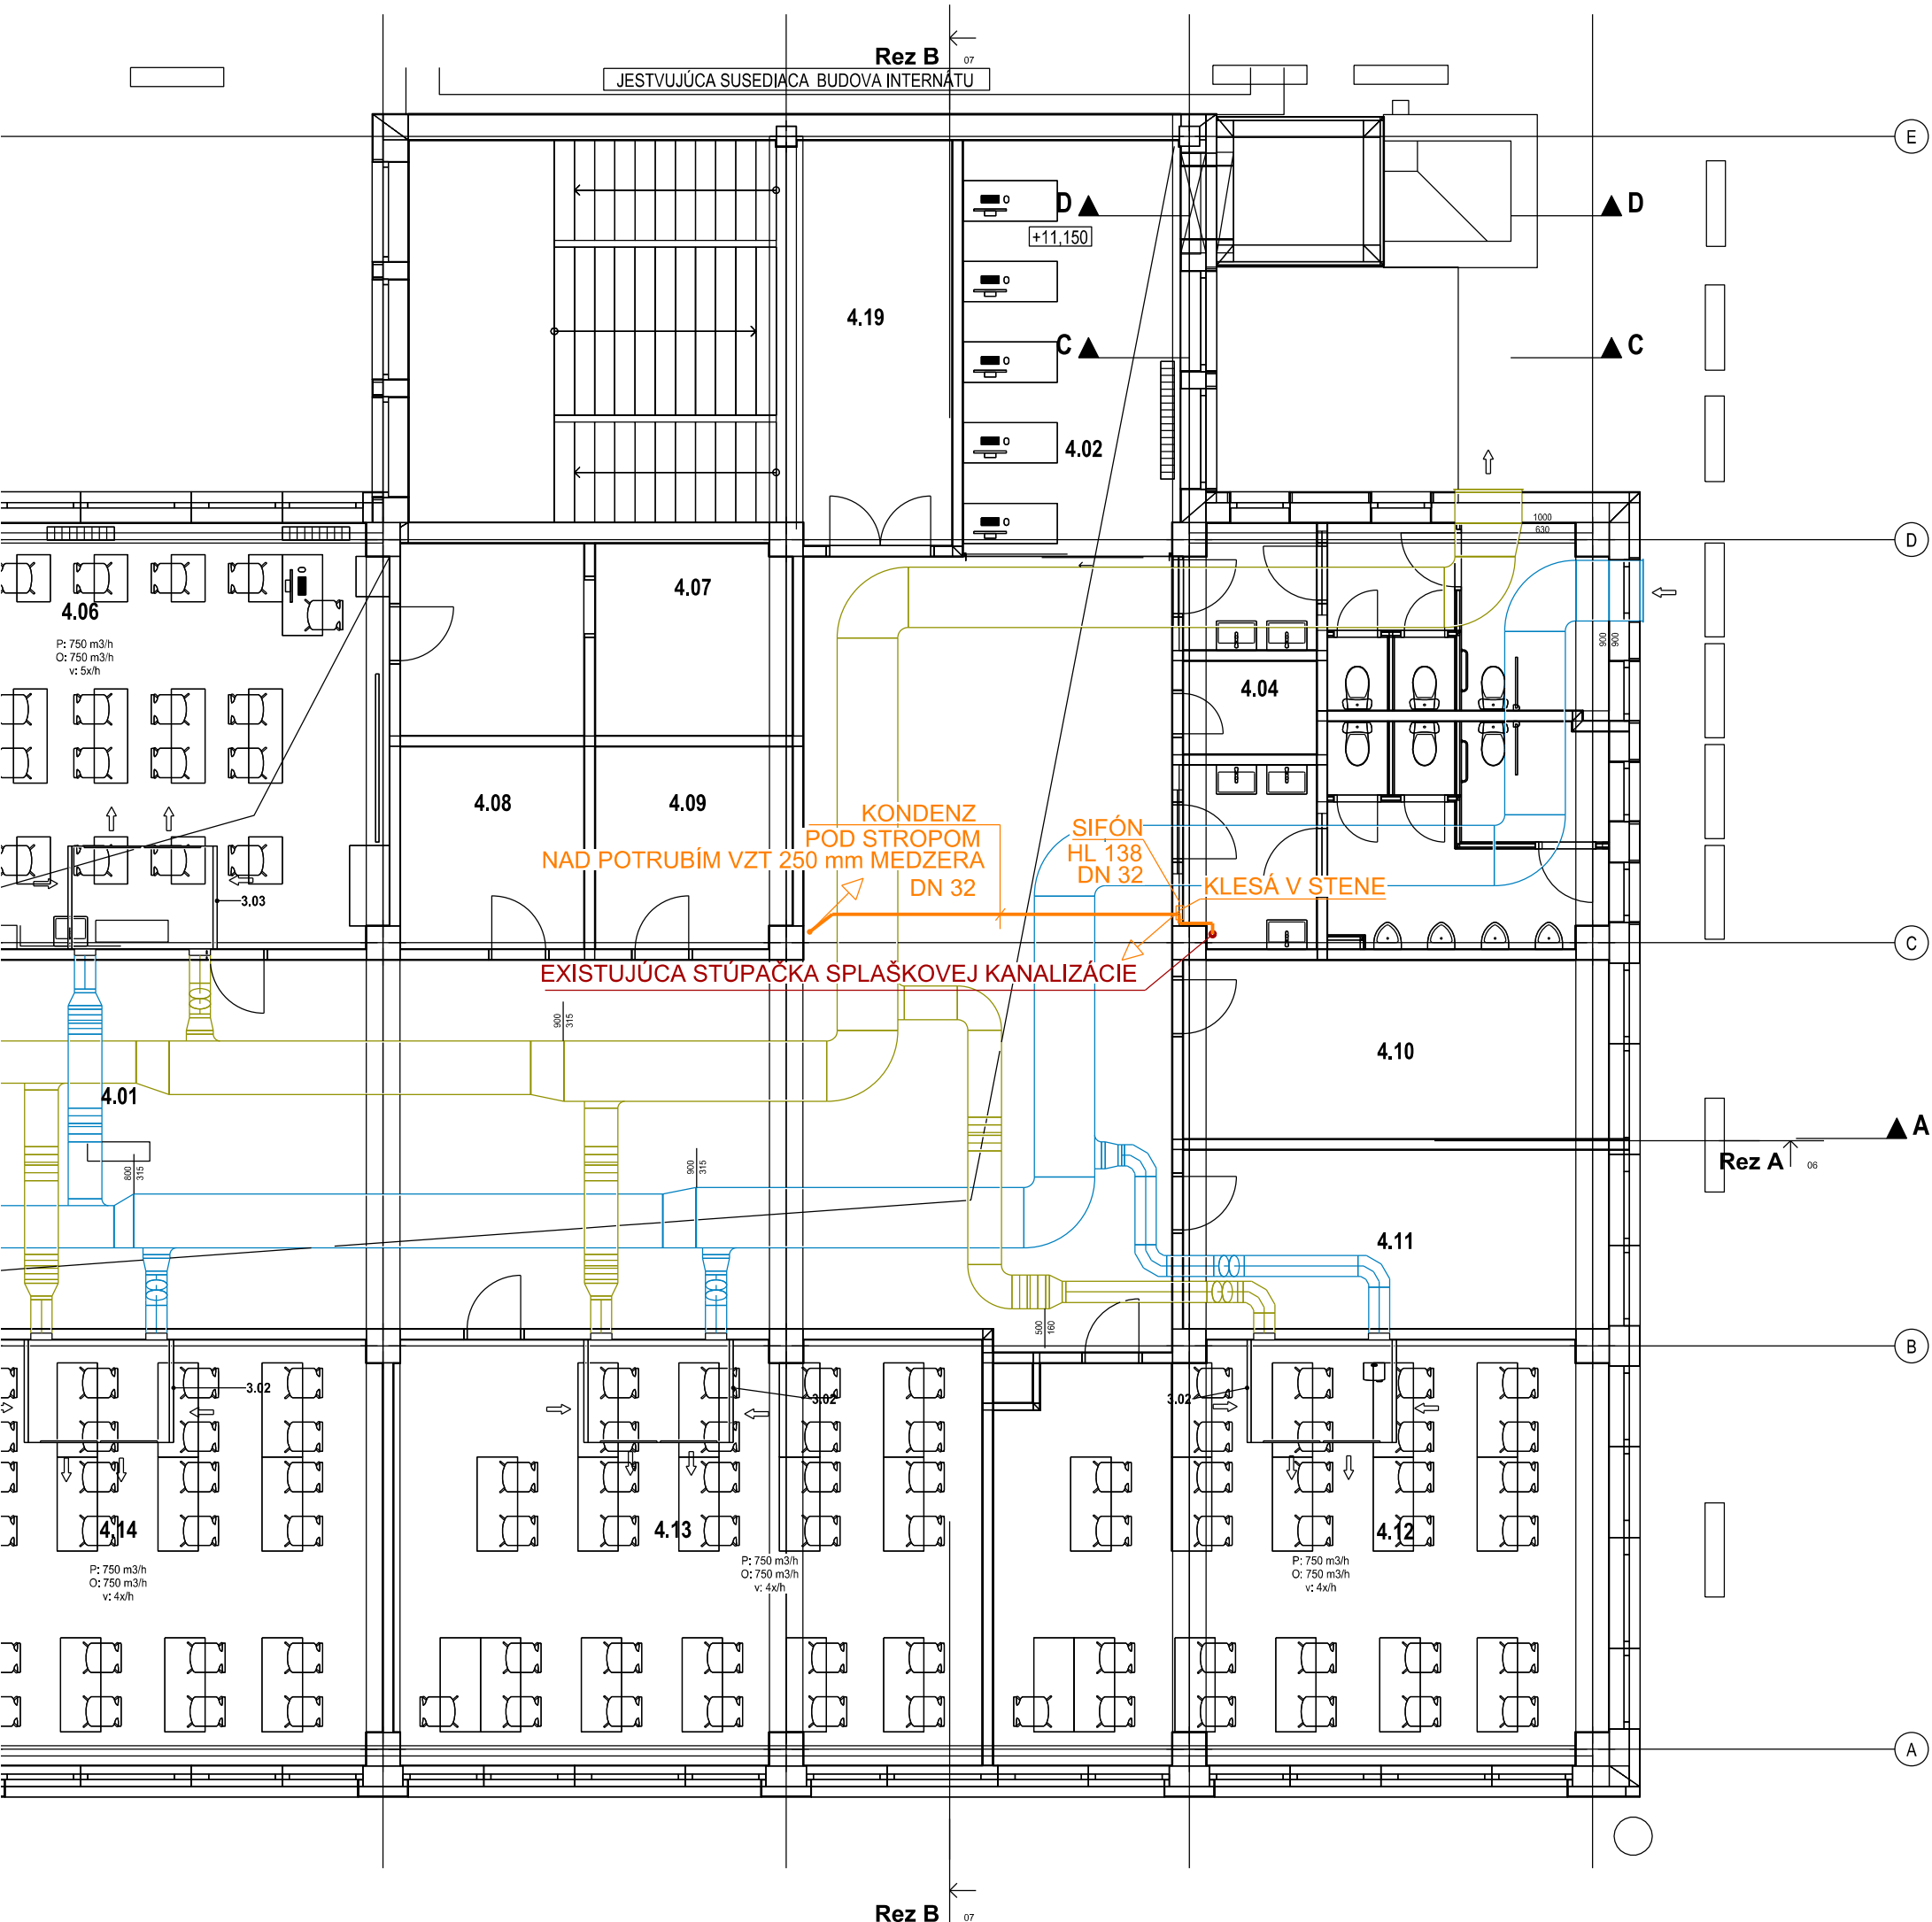 Rez B
07
JESTVUJÚCA SUSEDIACA BUDOVA INTERNÁTU
E
D
D
+11,150
4.19
C
C
4.02
1000
630
D
4.07
4.06
P: 750 m3/h
O: 750 m3/h
v: 5x/h
900
900
4.04
4.08
4.09
KONDENZ
POD STROPOM
NAD POTRUBÍM VZT 250 mm MEDZERA
DN 32
SIFÓN
HL 138
DN 32
KLESÁ V STENE
3.03
C
EXISTUJÚCA STÚPAČKA SPLAŠKOVEJ KANALIZÁCIE
900
315
4.10
4.01
A
800
315
900
315
Rez A
06
4.11
500
160
B
3.02
3.02
3.02
4.14
4.13
4.12
P: 750 m3/h
O: 750 m3/h
v: 4x/h
P: 750 m3/h
O: 750 m3/h
v: 4x/h
P: 750 m3/h
O: 750 m3/h
v: 4x/h
A
Rez B
07